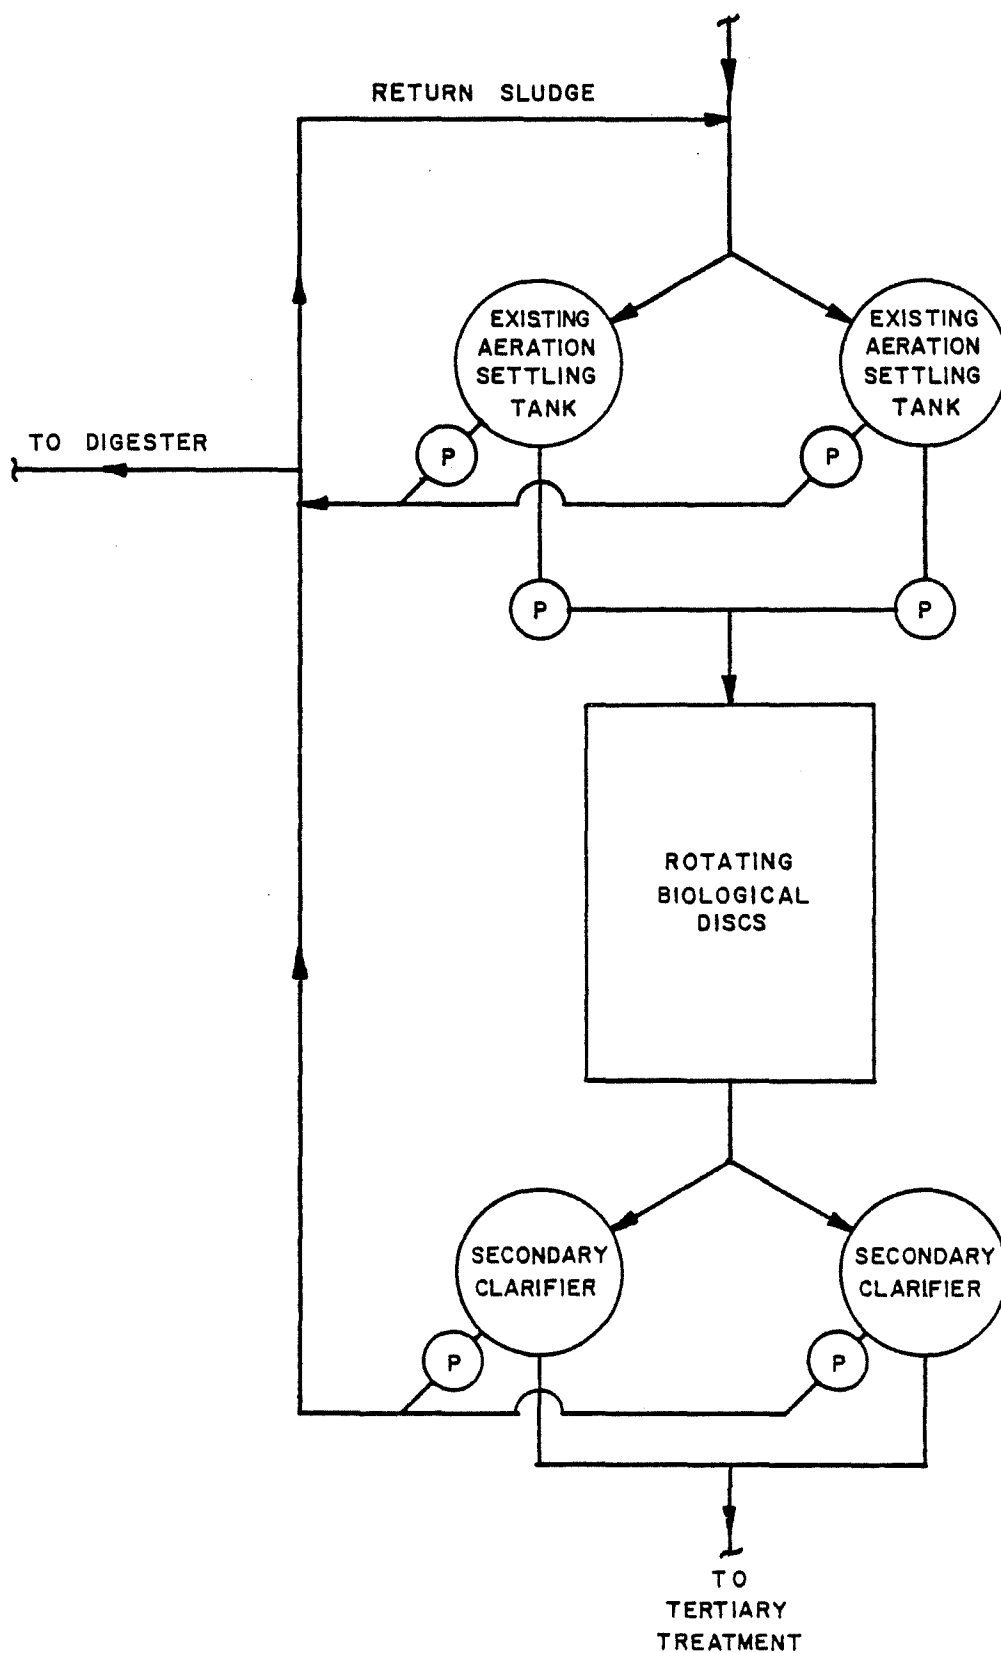 RETURN SLUDGE
EXISTING
AERATION
SETTLING
TANK
EXISTING
AERATION
SETTLING
TANK
TO DIGESTER
P
P
P
P
ROTATING
BIOLOGICAL
DISCS
SECONDARY
CLARIFIER
SECONDARY
CLARIFIER
P
P
TO
TERTIARY
TREATMENT